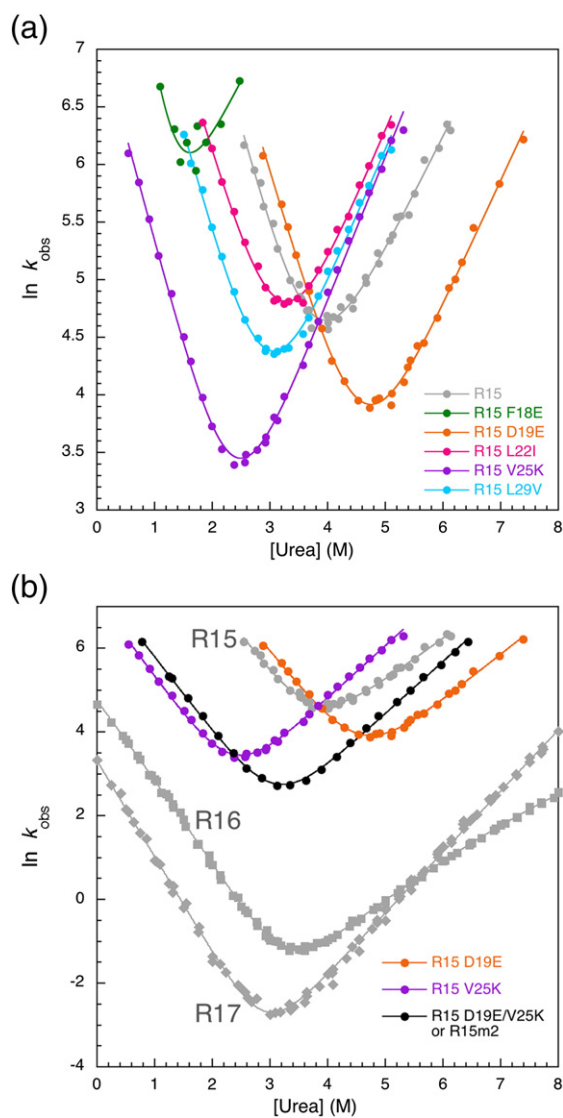 (a)
7
6.5
6
5.5
5
4.5
4
3.5
3
ln kobs
R15
R15 F18E
R15 D19E
R15 L22I
R15 V25K
R15 L29V
0 1 2 3 4 5 6 7 8
[Urea] (M)
(b)
6
4
2
0
-2
-4
ln kobs
R15
R16
R17
R15 D19E
R15 V25K
R15 D19E/V25K
or R15m2
0 1 2 3 4 5 6 7 8
[Urea] (M)